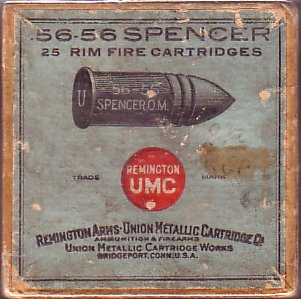 .56-56 SPENCER
25 RIM FIRE CARTRIDGES
U
56-56
SPENCER O.M.
TRADE
REMINGTON
UMC
MARK
REMINGTON ARMS-UNION METALLIC CARTRIDGE CO
AMMUNITION & FIREARMS
UNION METALLIC CARTRIDGE WORKS
BRIDGEPORT, CONN. U.S.A.